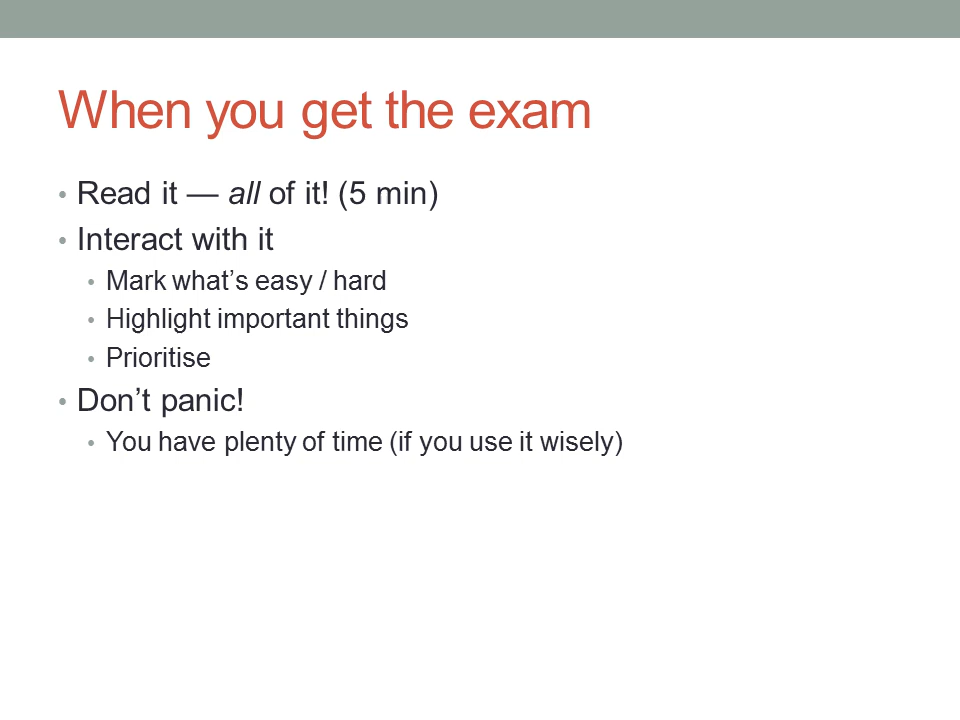 When you get the exam
• Read it — all of it! (5 min)
• Interact with it
• Mark what’s easy / hard
• Highlight important things
• Prioritise
• Don’t panic!
• You have plenty of time (if you use it wisely)